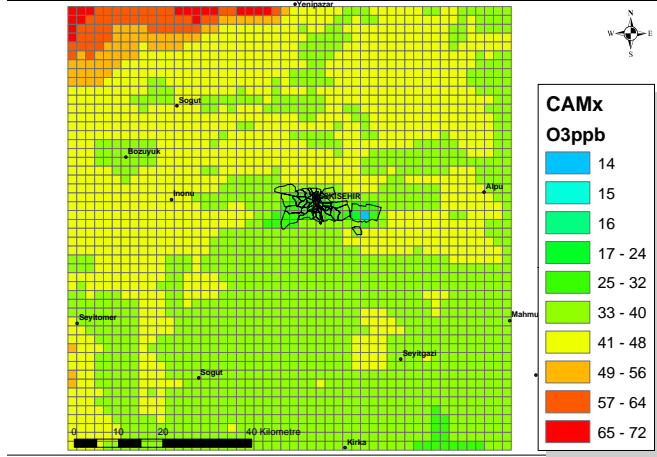 Yenipazar
N
W E
S
Sogut
Bozuyuk
Inonu
ESKISEHIR
Alpu
Seyitomer
Mahmu
Seyitgazi
Sogut
Kirka
0 10 20 40 Kilometre
CAMx
O3ppb
14
15
16
17 - 24
25 - 32
33 - 40
41 - 48
49 - 56
57 - 64
65 - 72